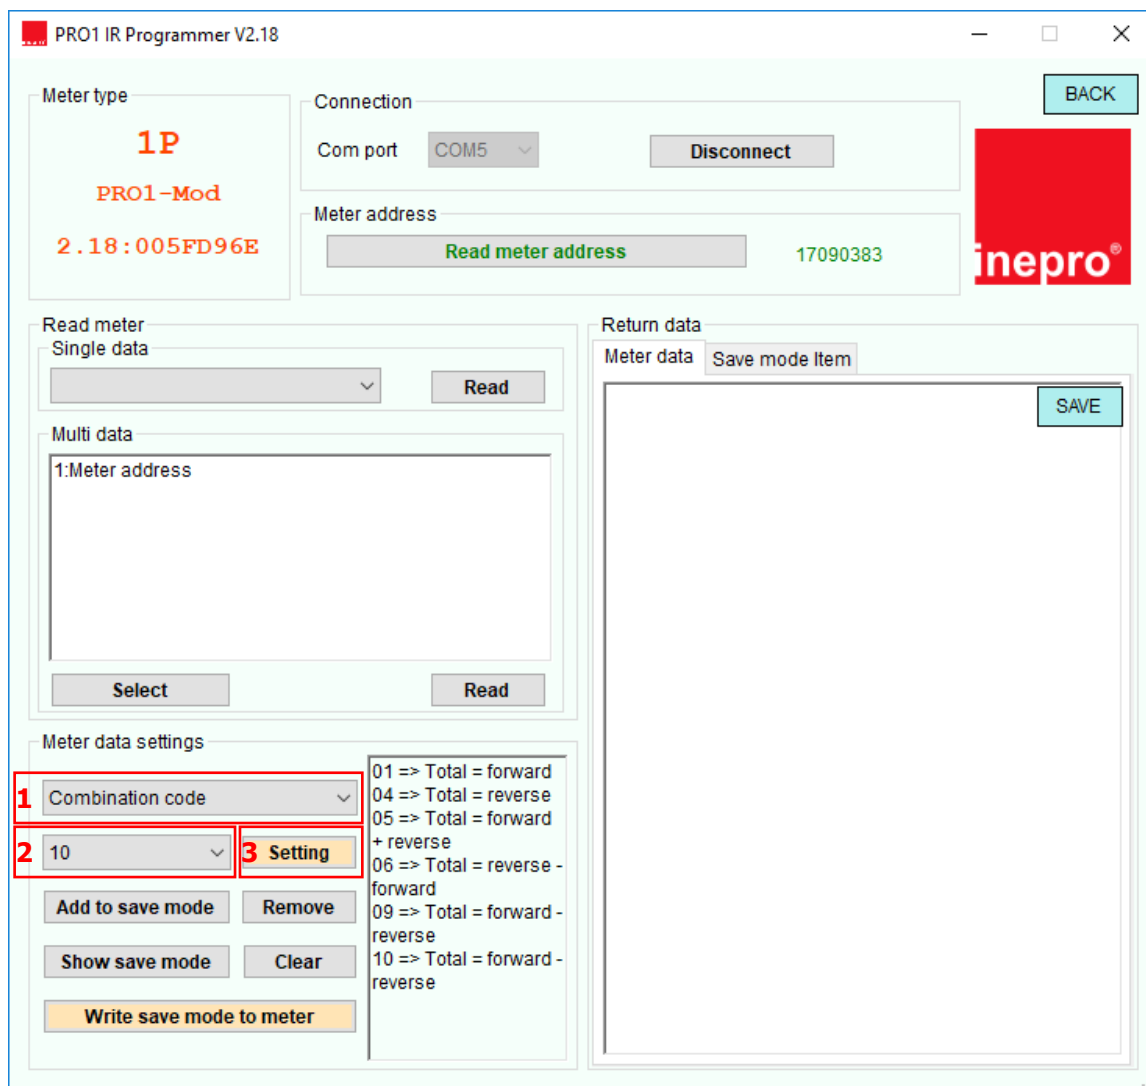 PRO1 IR Programmer V2.18
BACK
Meter type
1P
PRO1-Mod
2.18:005FD96E
Connection
Com port COM5 Disconnect
Meter address
Read meter address 17090383
inepro®
Read meter
Single data
Read
Multi data
1:Meter address
Select Read
Return data
Meter data Save mode Item
SAVE
Meter data settings
1 Combination code
2 10 3 Setting
Add to save mode Remove
Show save mode Clear
Write save mode to meter
01 => Total = forward
04 => Total = reverse
05 => Total = forward
+ reverse
06 => Total = reverse -
forward
09 => Total = forward -
reverse
10 => Total = forward -
reverse